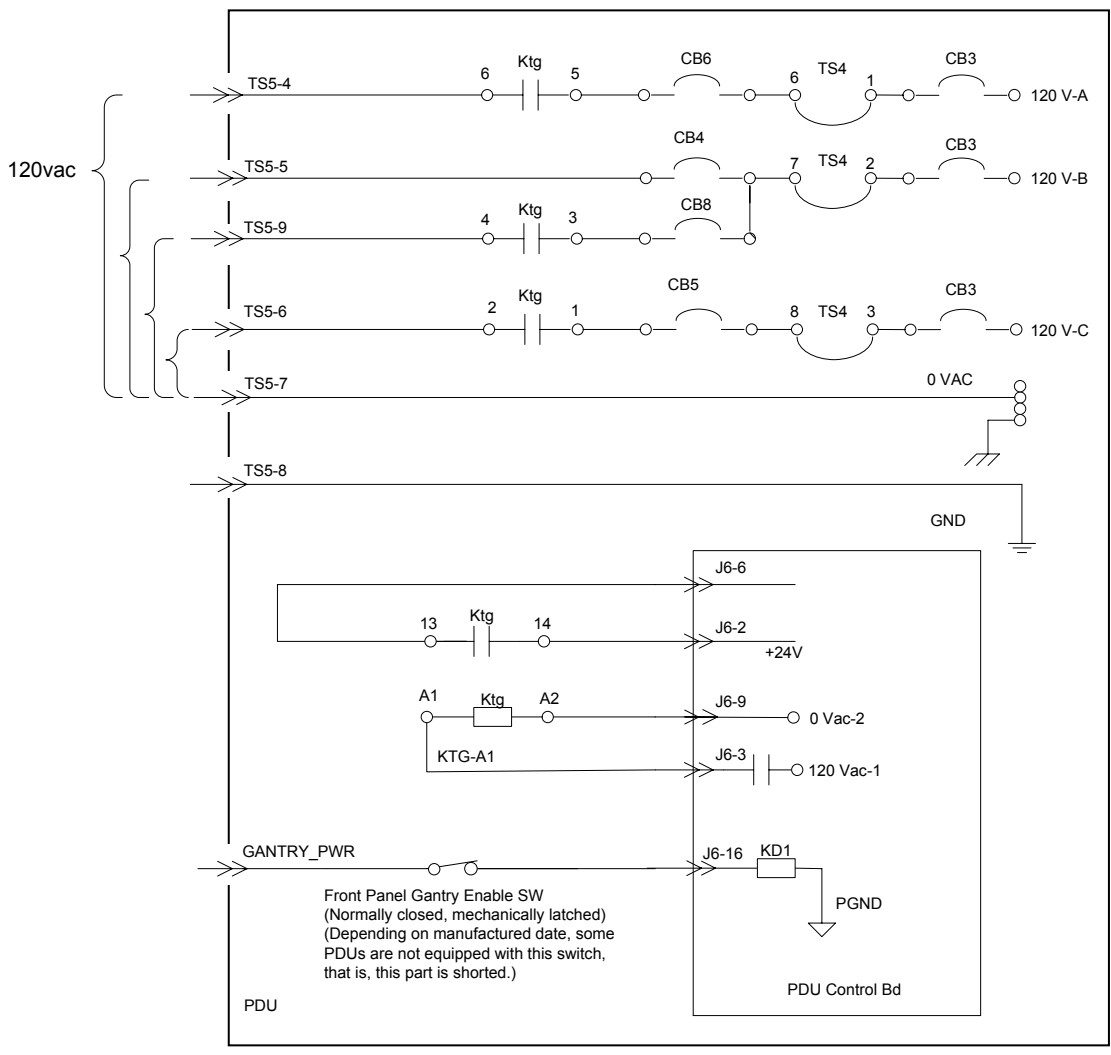 TS5-4
6
Ktg
5
CB6
6
TS4
1
CB3
120 V-A
120vac
TS5-5
CB4
7
TS4
2
CB3
120 V-B
TS5-9
4
Ktg
3
CB8
TS5-6
2
Ktg
1
CB5
8
TS4
3
CB3
120 V-C
TS5-7
0 VAC
TS5-8
GND
J6-6
13
Ktg
14
J6-2
+24V
A1
Ktg
A2
J6-9
0 Vac-2
KTG-A1
J6-3
120 Vac-1
GANTRY_PWR
J6-16
KD1
PGND
Front Panel Gantry Enable SW
(Normally closed, mechanically latched)
(Depending on manufactured date, some
PDUs are not equipped with this switch,
that is, this part is shorted.)
PDU Control Bd
PDU